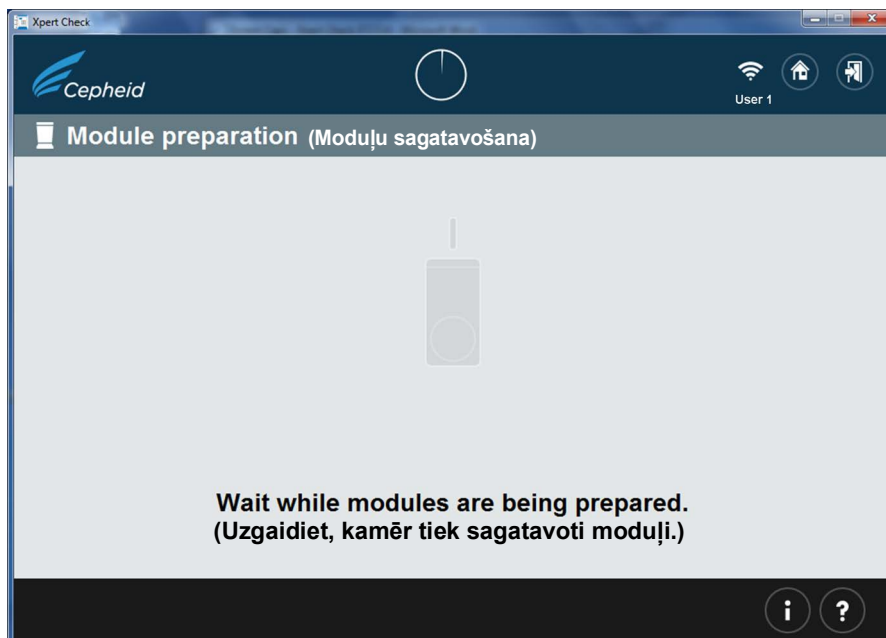 Xpert Check
Cepheid
User 1
Module preparation (Moduļu sagatavošana)
Wait while modules are being prepared.
(Uzgaidiet, kamēr tiek sagatavoti moduļi.)
i ?